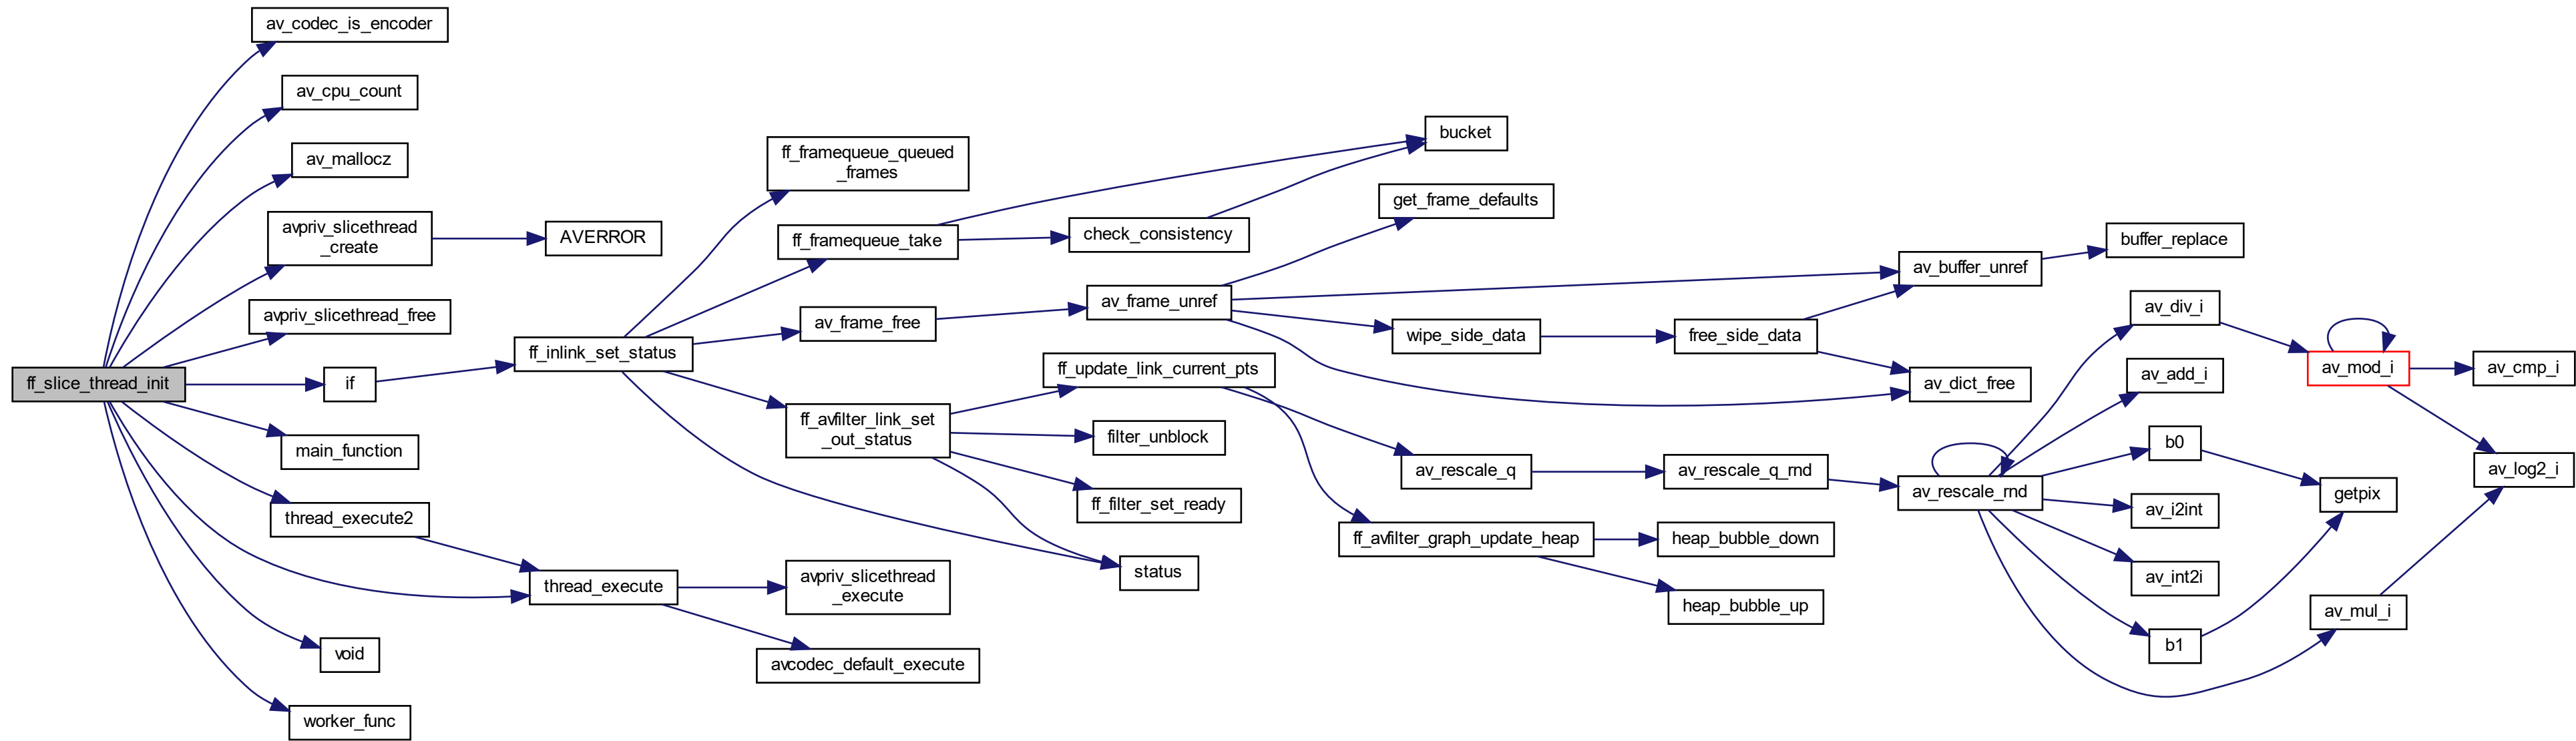 av_codec_is_encoder
av_cpu_count
av_mallocz
avpriv_slicethread
_create
avpriv_slicethread_free
ff_slice_thread_init
if
main_function
thread_execute2
void
worker_func
AVERROR
ff_inlink_set_status
thread_execute
ff_framequeue_queued
_frames
ff_framequeue_take
av_frame_free
ff_avfilter_link_set
_out_status
avpriv_slicethread
_execute
avcodec_default_execute
check_consistency
av_frame_unref
ff_update_link_current_pts
filter_unblock
ff_filter_set_ready
status
bucket
get_frame_defaults
wipe_side_data
av_rescale_q
ff_avfilter_graph_update_heap
free_side_data
av_rescale_q_rnd
heap_bubble_down
heap_bubble_up
av_buffer_unref
av_dict_free
av_rescale_rnd
buffer_replace
av_div_i
av_add_i
b0
av_i2int
av_int2i
b1
av_mod_i
getpix
av_mul_i
av_cmp_i
av_log2_i